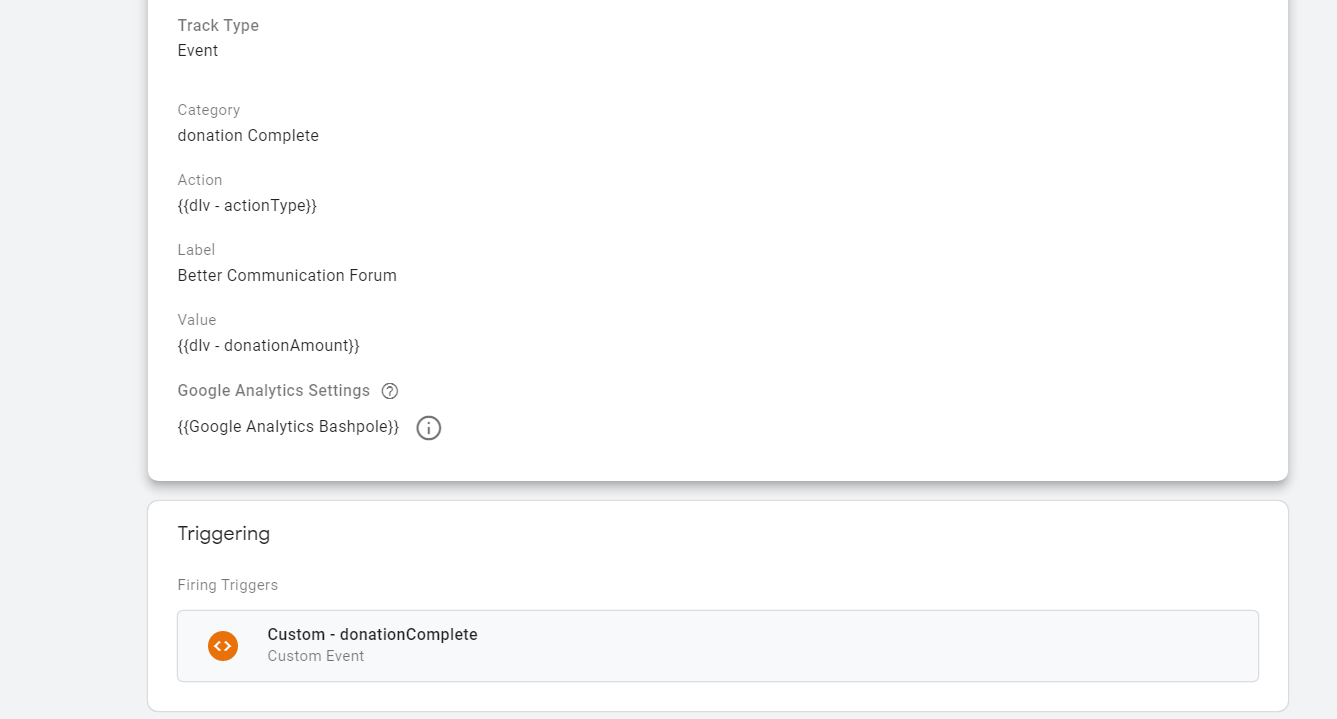 Track Type
Event
Category
donation Complete
Action
{{dlv - actionType}}
Label
Better Communication Forum
Value
{{dlv - donationAmount}}
Google Analytics Settings
{{Google Analytics Bashpole}}
Triggering
Firing Triggers
Custom - donationComplete
Custom Event